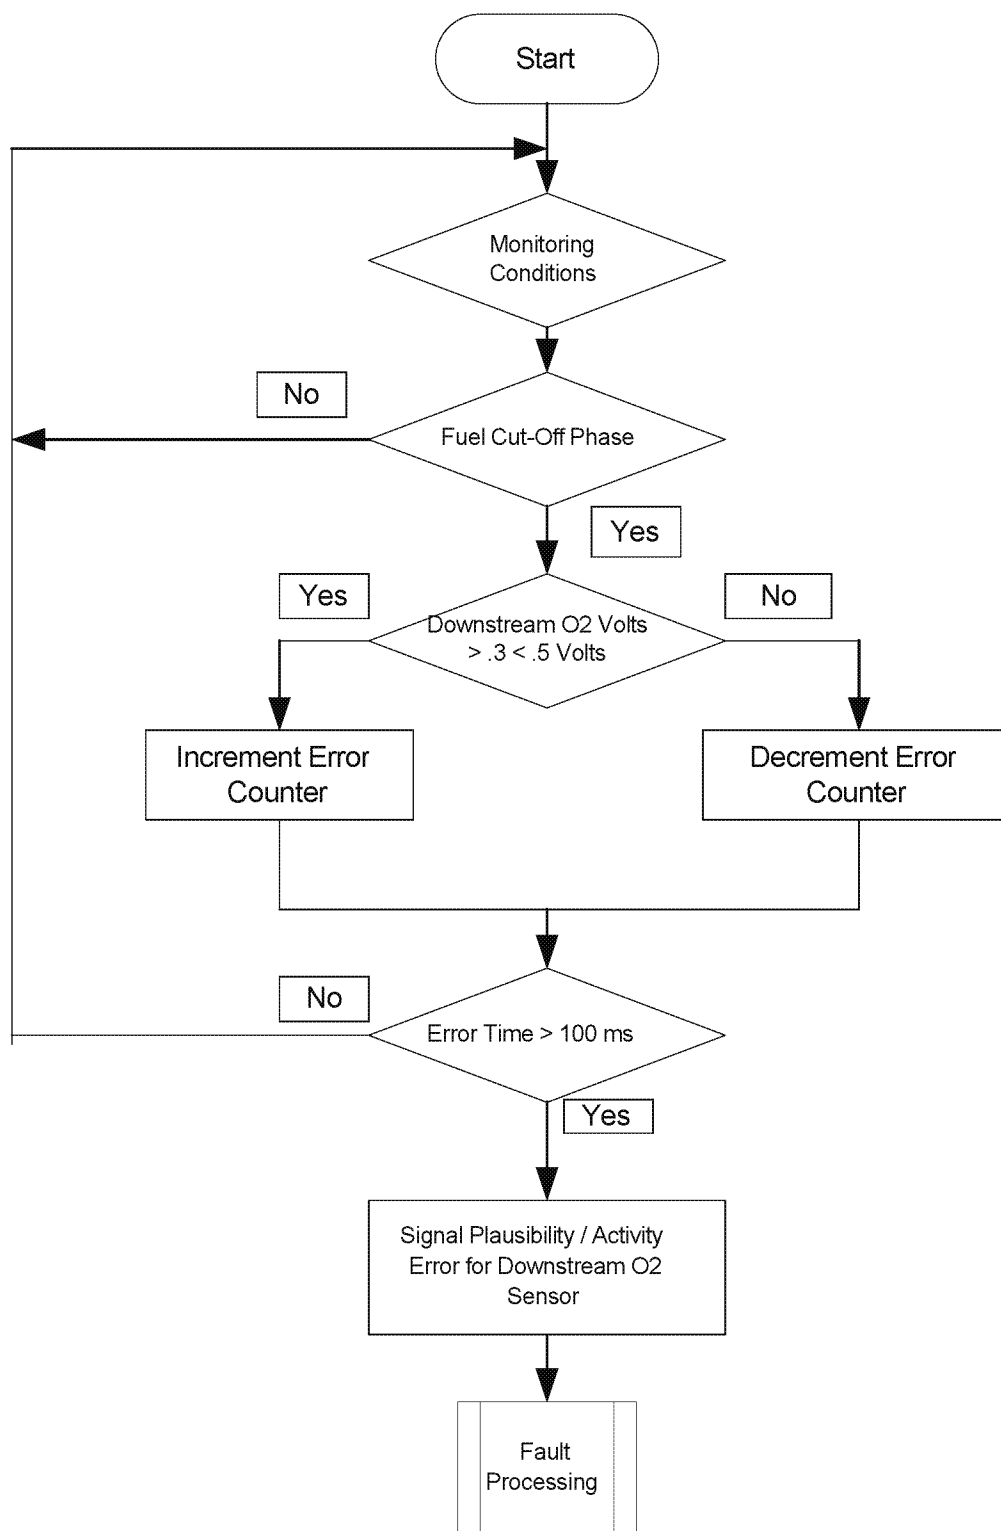 Start
Monitoring
Conditions
No
Fuel Cut-Off Phase
Yes
Yes
No
Downstream O2 Volts
> .3 < .5 Volts
Increment Error
Counter
Decrement Error
Counter
No
Error Time > 100 ms
Yes
Signal Plausibility / Activity
Error for Downstream O2
Sensor
Fault
Processing